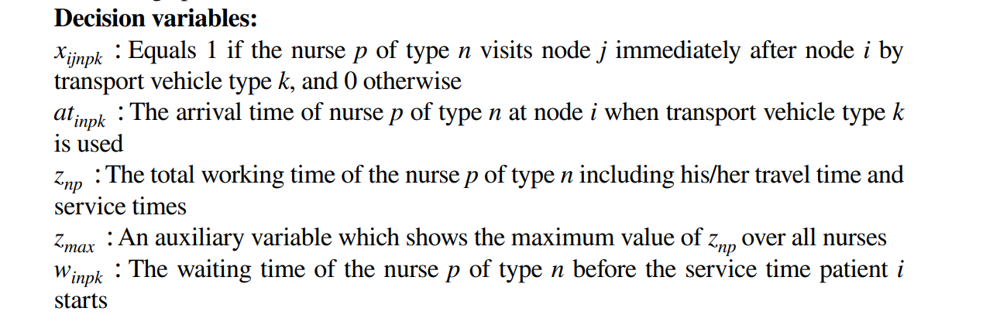 Decision variables:
x_{ijnpk} : Equals 1 if the nurse p of type n visits node j immediately after node i by
transport vehicle type k, and 0 otherwise
at_{inpk} : The arrival time of nurse p of type n at node i when transport vehicle type k
is used
z_{np} : The total working time of the nurse p of type n including his/her travel time and
service times
z_{max} : An auxiliary variable which shows the maximum value of z_{np} over all nurses
w_{inpk} : The waiting time of the nurse p of type n before the service time patient i
starts